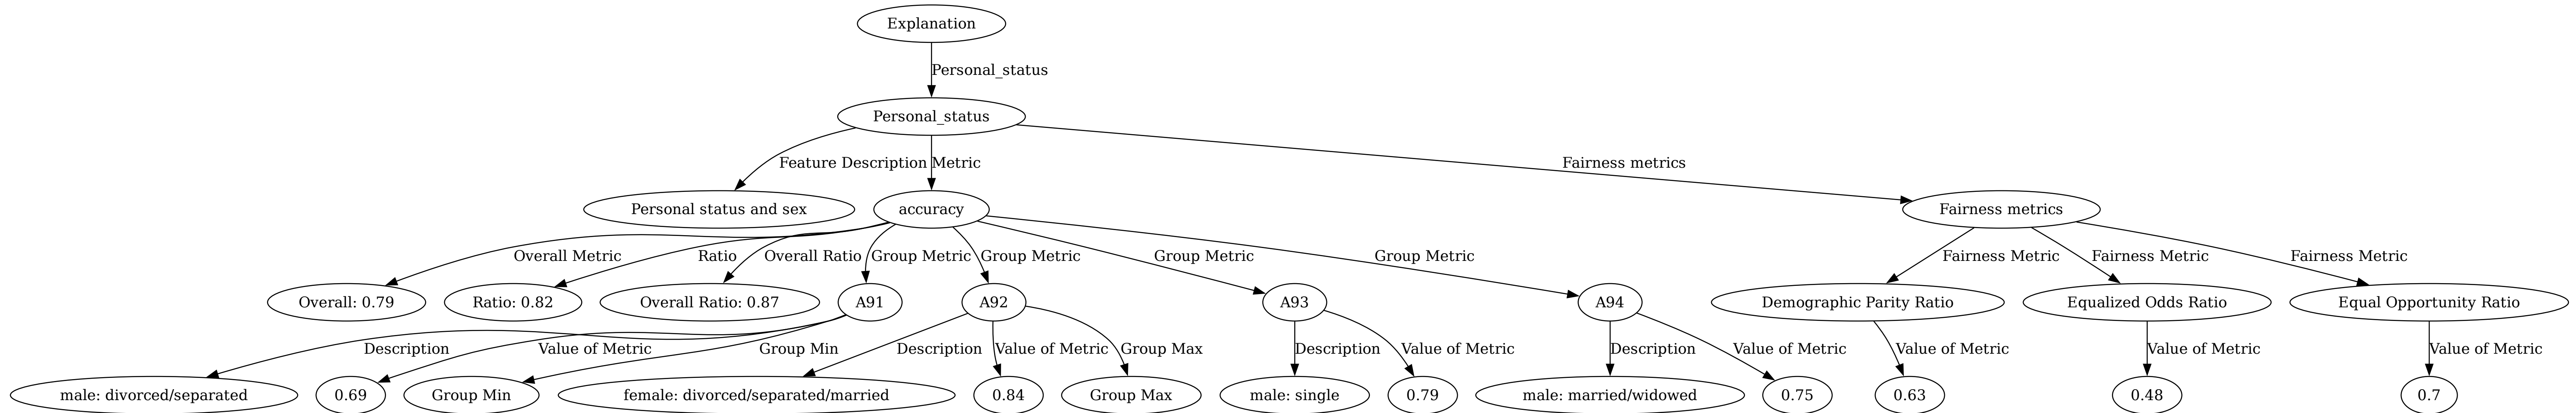 Explanation
Personal_status
Personal_status
Feature Description
Metric
Fairness metrics
Personal status and sex
accuracy
Fairness metrics
Overall Metric
Ratio
Overall Ratio
Group Metric
Group Metric
Group Metric
Group Metric
Fairness Metric
Fairness Metric
Fairness Metric
Overall: 0.79
Ratio: 0.82
Overall Ratio: 0.87
A91
A92
A93
A94
Demographic Parity Ratio
Equalized Odds Ratio
Equal Opportunity Ratio
Description
Value of Metric
Group Min
Description
Value of Metric
Group Max
Description
Value of Metric
Description
Value of Metric
Value of Metric
Value of Metric
Value of Metric
male: divorced/separated
0.69
Group Min
female: divorced/separated/married
0.84
Group Max
male: single
0.79
male: married/widowed
0.75
0.63
0.48
0.7